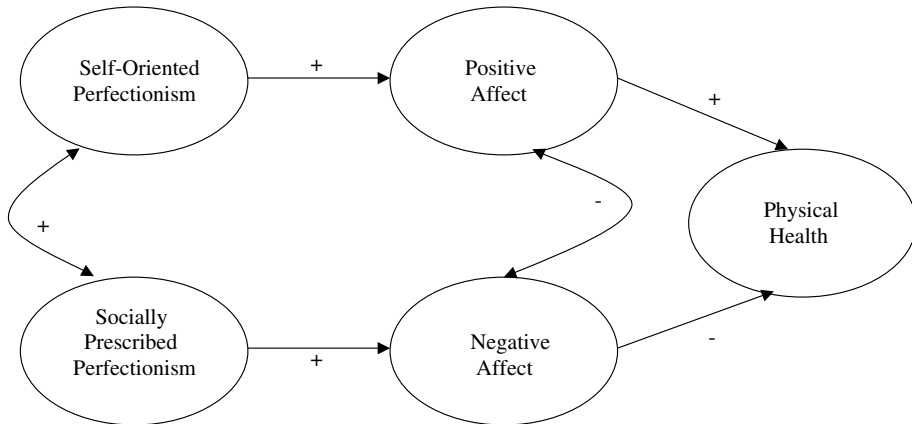 Self-Oriented
Perfectionism
+
Positive
Affect
+
Physical
Health
+
-
Socially
Prescribed
Perfectionism
+
Negative
Affect
-